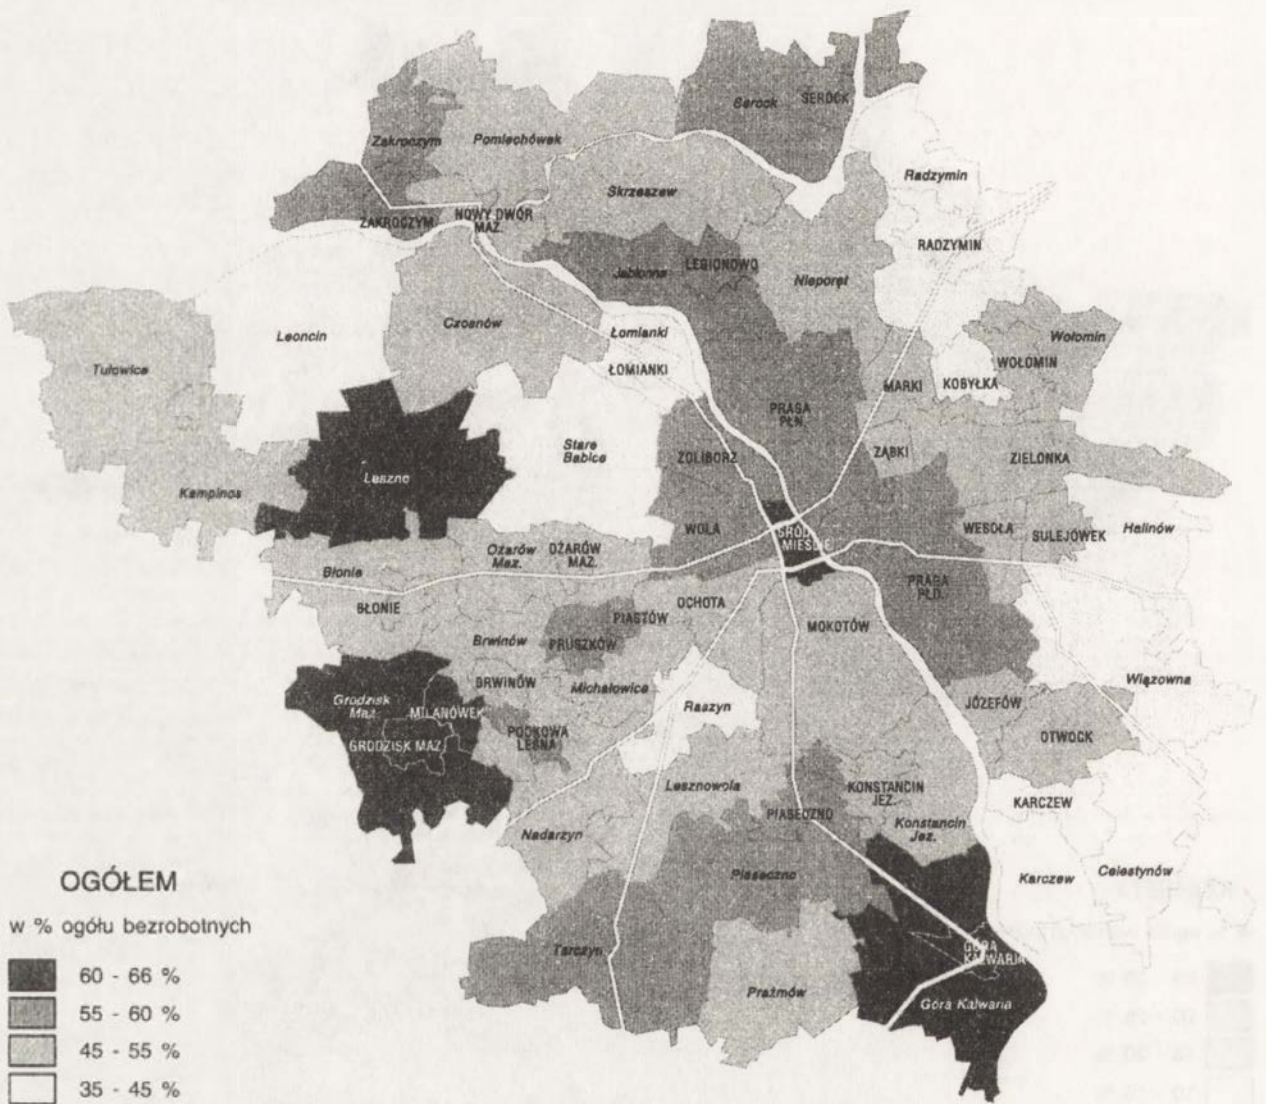 Serock
SEROCK
Zakroczym
Pomiechówek
Radzymin
Skrzeszew
ZAKROCZYM
NOWY DWÓR
MAZ.
RADZYMIN
Jabłonna
LEGIONOWO
Nieporęt
Leoncin
Czosnów
Łomianki
Wołomin
ŁOMIANKI
WOŁOMIN
Tułowice
MARKI
KOBYŁKA
PRAGA
PŁN.
Stare
Babice
ŻOLIBORZ
ZĄBKI
ZIELONKA
Leszno
Kampinos
WOLA
ŚRÓD
MIEŚCIE
WESOŁA
SULEJÓWEK
Halinów
Ożarów
Maz.
OŻARÓW
MAZ.
Błonie
PRAGA
PŁD.
BŁONIE
OCHOTA
PIASTÓW
MOKOTÓW
Brwinów
PRUSZKÓW
BRWINÓW
Michałowice
Wiązowna
Grodzisk
Maz.
MILANÓWEK
Raszyn
JÓZEFÓW
PODKOWA
LEŚNA
OTWOCK
GRODZISK MAZ.
Lesznowola
KONSTANCIN
JEZ.
KARCZEW
PIASECZNO
Konstancin
Jez.
Nadarzyn
Piaseczno
Karczew
Celestynów
Tarczyn
GÓRA
KALWARIA
Prażmów
Góra Kalwaria
OGÓŁEM
w % ogółu bezrobotnych
60 - 66 %
55 - 60 %
45 - 55 %
35 - 45 %